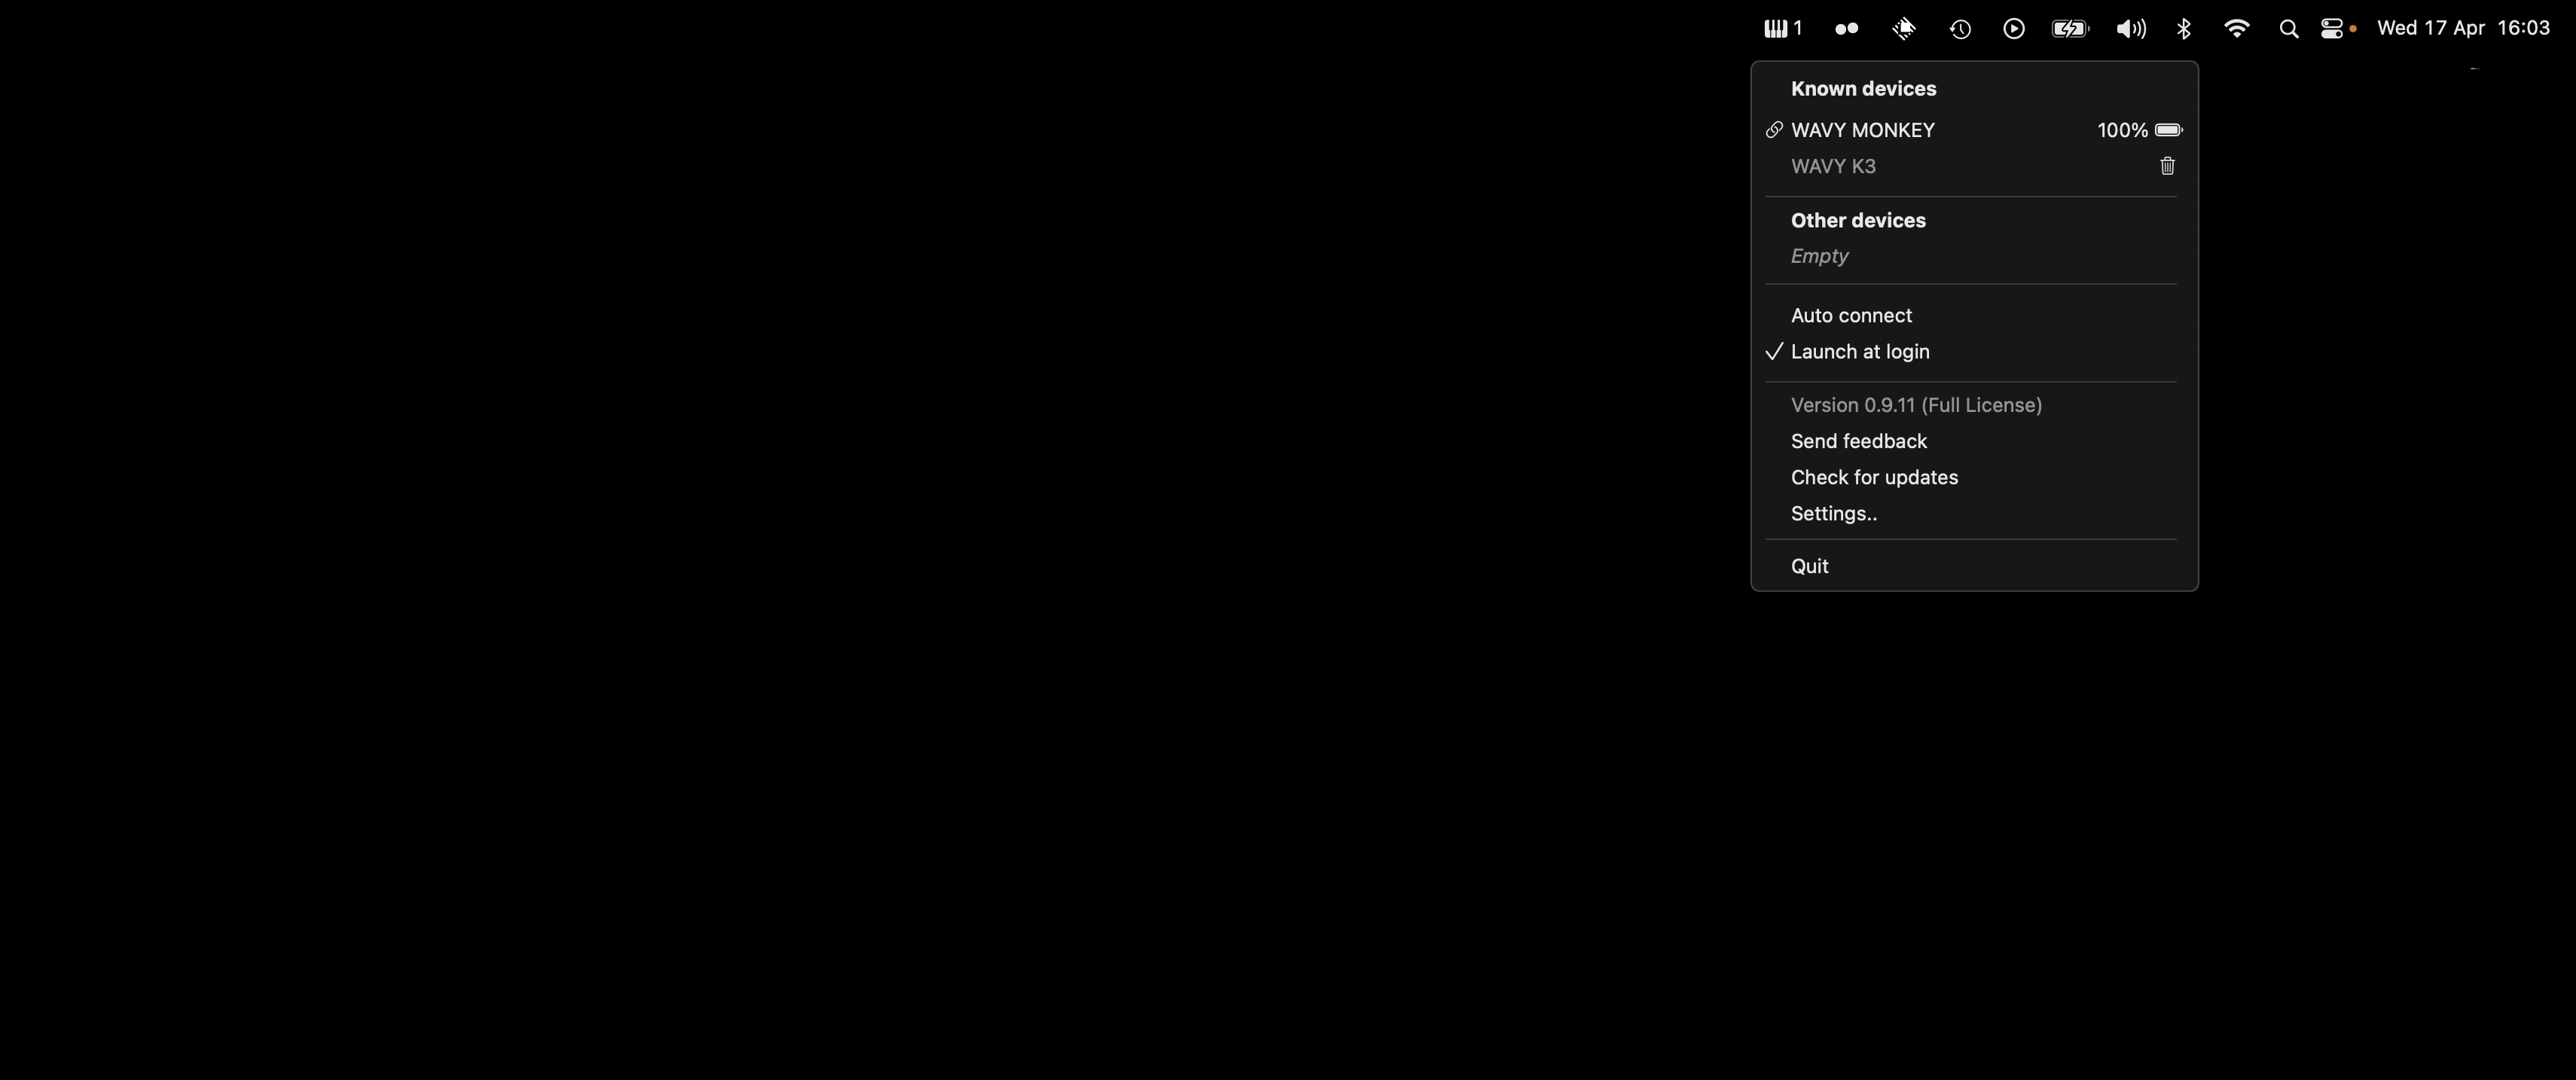 1 Wed 17 Apr 16:03
Known devices
WAVY MONKEY 100%
WAVY K3
Other devices
Empty
Auto connect
Launch at login
Version 0.9.11 (Full License)
Send feedback
Check for updates
Settings..
Quit